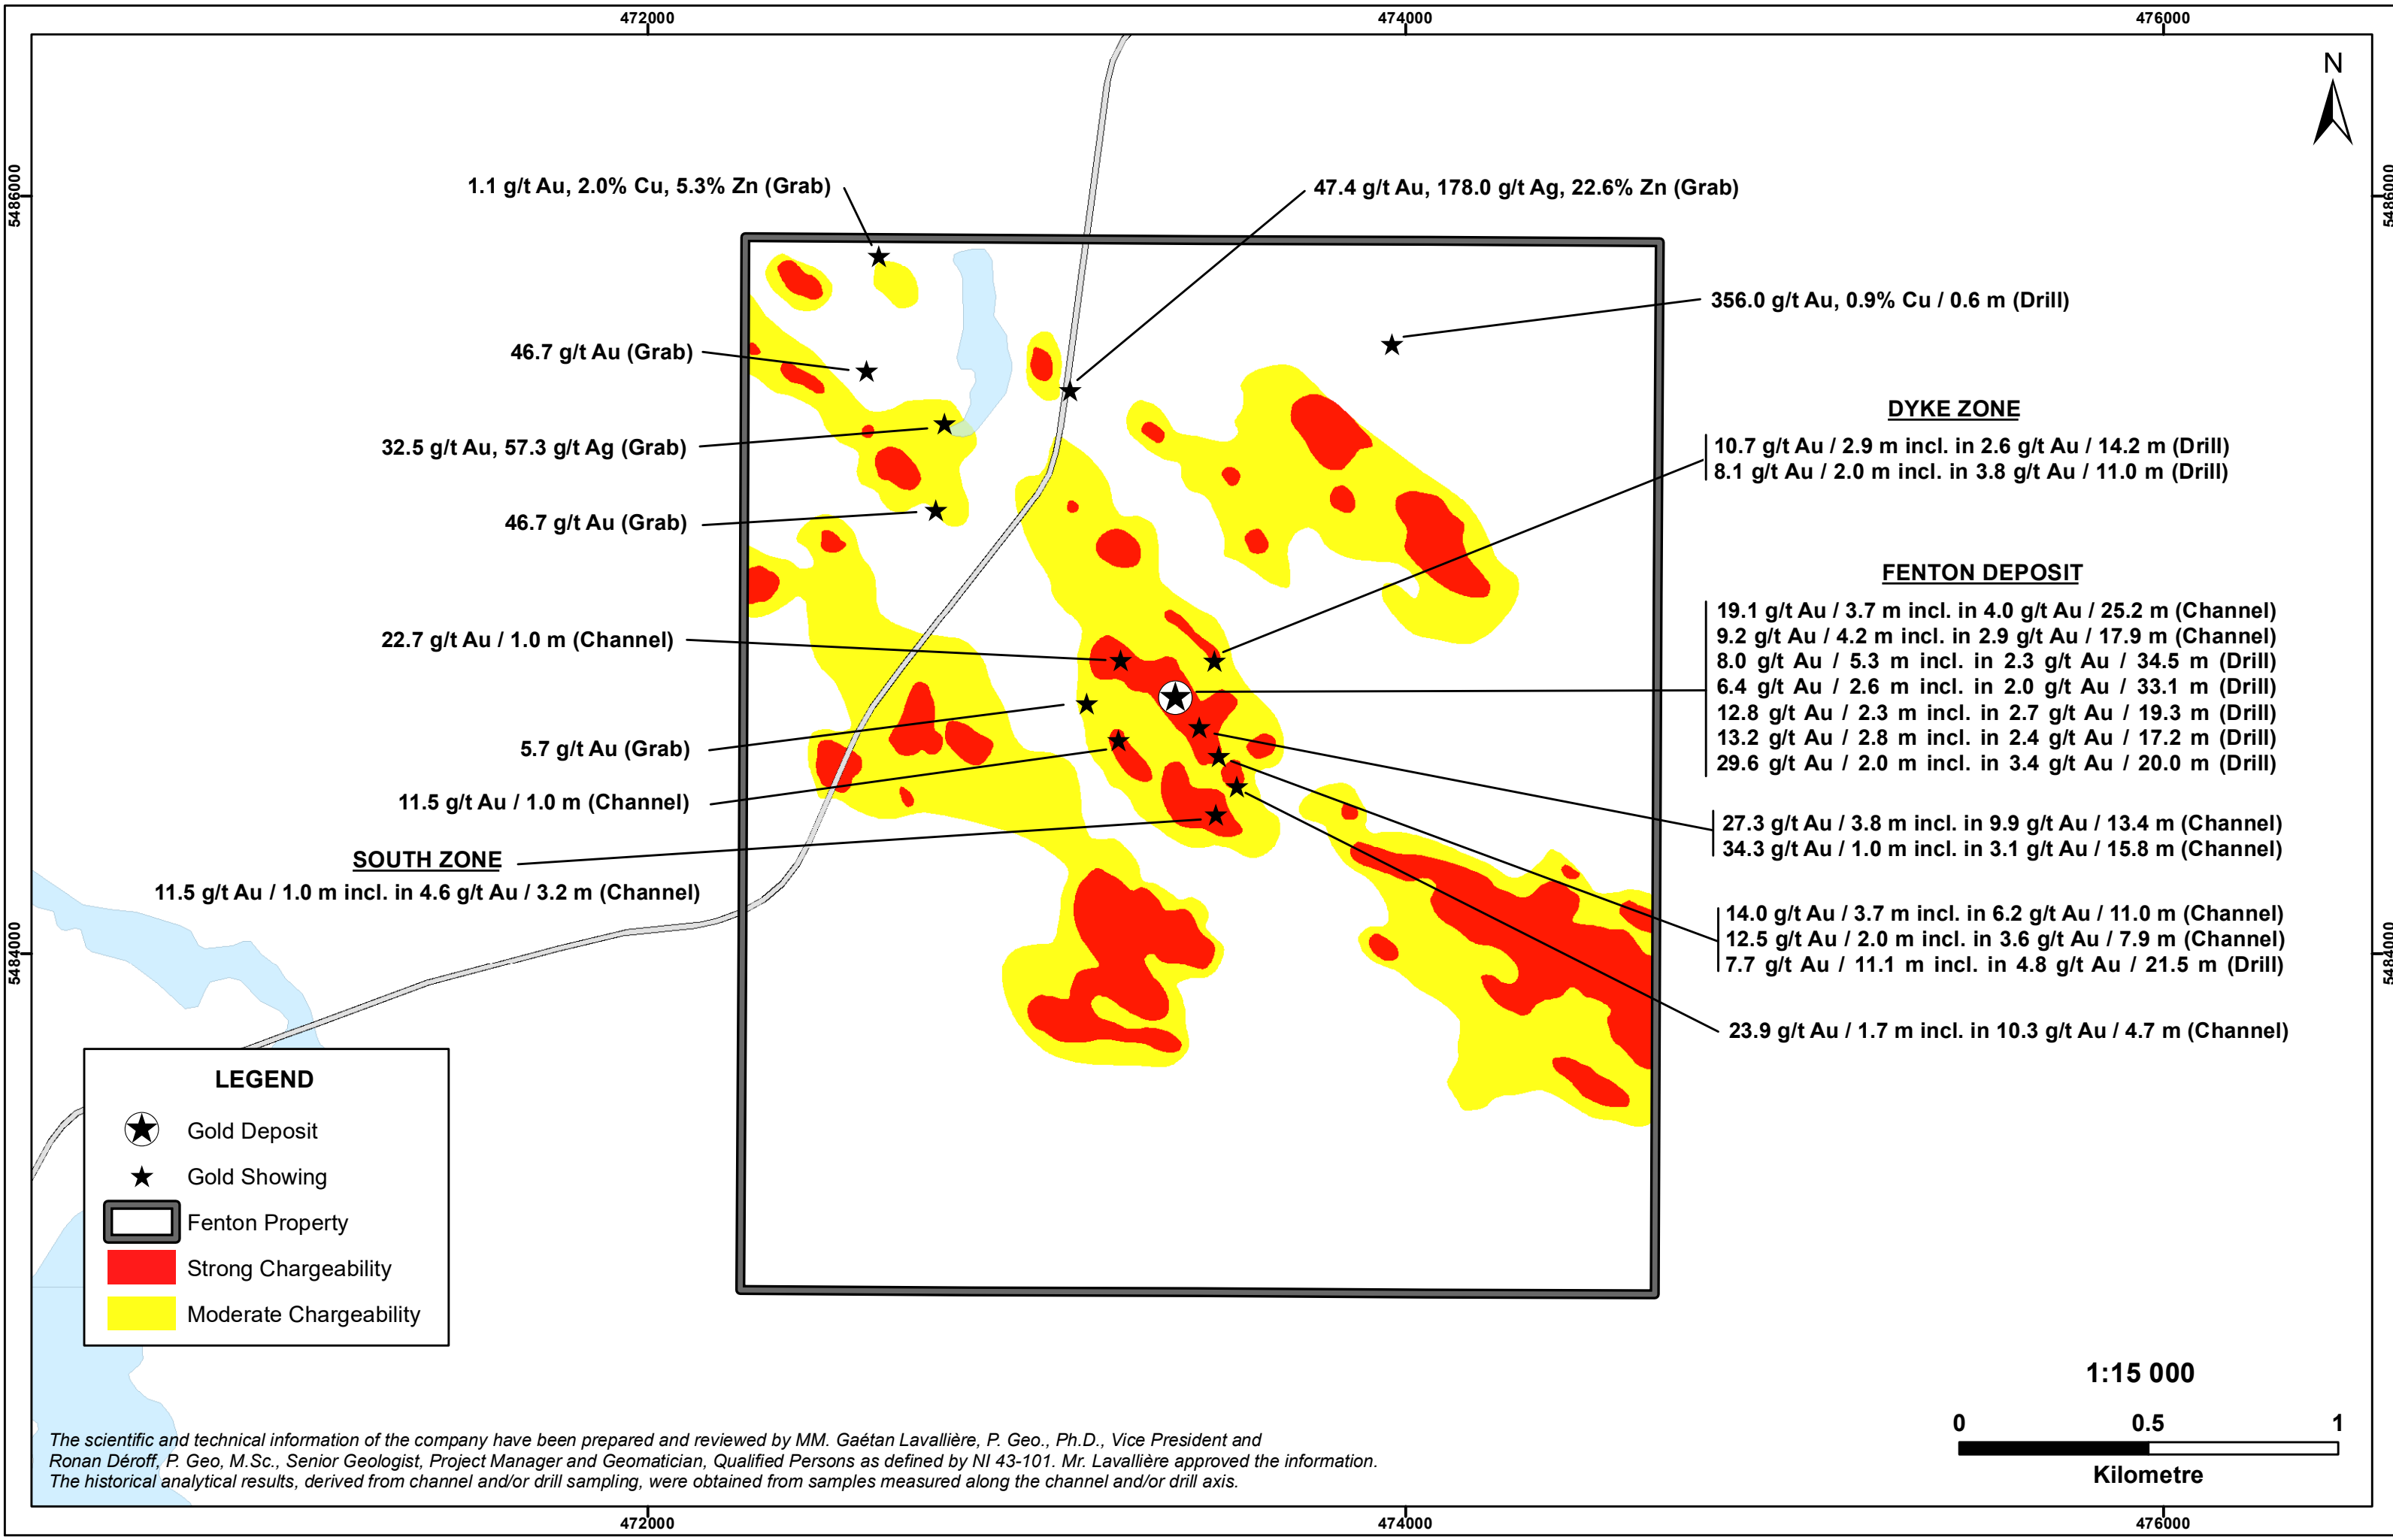 472000
474000
476000
N
5486000
5486000
1.1 g/t Au, 2.0% Cu, 5.3% Zn (Grab)
47.4 g/t Au, 178.0 g/t Ag, 22.6% Zn (Grab)
356.0 g/t Au, 0.9% Cu / 0.6 m (Drill)
46.7 g/t Au (Grab)
32.5 g/t Au, 57.3 g/t Ag (Grab)
46.7 g/t Au (Grab)
DYKE ZONE
10.7 g/t Au / 2.9 m incl. in 2.6 g/t Au / 14.2 m (Drill)
8.1 g/t Au / 2.0 m incl. in 3.8 g/t Au / 11.0 m (Drill)
FENTON DEPOSIT
19.1 g/t Au / 3.7 m incl. in 4.0 g/t Au / 25.2 m (Channel)
9.2 g/t Au / 4.2 m incl. in 2.9 g/t Au / 17.9 m (Channel)
8.0 g/t Au / 5.3 m incl. in 2.3 g/t Au / 34.5 m (Drill)
6.4 g/t Au / 2.6 m incl. in 2.0 g/t Au / 33.1 m (Drill)
12.8 g/t Au / 2.3 m incl. in 2.7 g/t Au / 19.3 m (Drill)
13.2 g/t Au / 2.8 m incl. in 2.4 g/t Au / 17.2 m (Drill)
29.6 g/t Au / 2.0 m incl. in 3.4 g/t Au / 20.0 m (Drill)
22.7 g/t Au / 1.0 m (Channel)
5.7 g/t Au (Grab)
11.5 g/t Au / 1.0 m (Channel)
SOUTH ZONE
11.5 g/t Au / 1.0 m incl. in 4.6 g/t Au / 3.2 m (Channel)
27.3 g/t Au / 3.8 m incl. in 9.9 g/t Au / 13.4 m (Channel)
34.3 g/t Au / 1.0 m incl. in 3.1 g/t Au / 15.8 m (Channel)
14.0 g/t Au / 3.7 m incl. in 6.2 g/t Au / 11.0 m (Channel)
12.5 g/t Au / 2.0 m incl. in 3.6 g/t Au / 7.9 m (Channel)
7.7 g/t Au / 11.1 m incl. in 4.8 g/t Au / 21.5 m (Drill)
23.9 g/t Au / 1.7 m incl. in 10.3 g/t Au / 4.7 m (Channel)
5484000
5484000
LEGEND
Gold Deposit
Gold Showing
Fenton Property
Strong Chargeability
Moderate Chargeability
1:15 000
0 0.5 1
Kilometre
The scientific and technical information of the company have been prepared and reviewed by MM. Gaétan Lavallière, P. Geo., Ph.D., Vice President and
Ronan Déroff, P. Geo, M.Sc., Senior Geologist, Project Manager and Geomatician, Qualified Persons as defined by NI 43-101. Mr. Lavallière approved the information.
The historical analytical results, derived from channel and/or drill sampling, were obtained from samples measured along the channel and/or drill axis.
472000
474000
476000